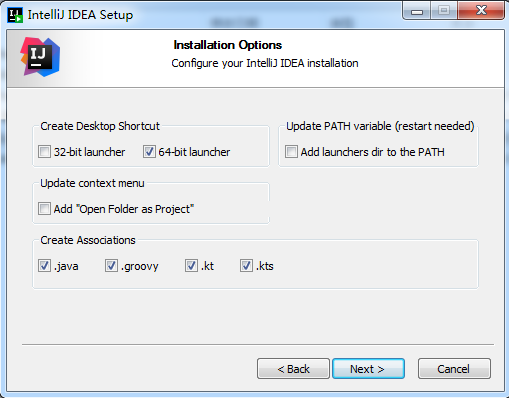 IntelliJ IDEA Setup
IJ
Installation Options
Configure your IntelliJ IDEA installation
Create Desktop Shortcut
Update PATH variable (restart needed)
32-bit launcher
64-bit launcher
Add launchers dir to the PATH
Update context menu
Add "Open Folder as Project"
Create Associations
.java
.groovy
.kt
.kts
< Back
Next >
Cancel